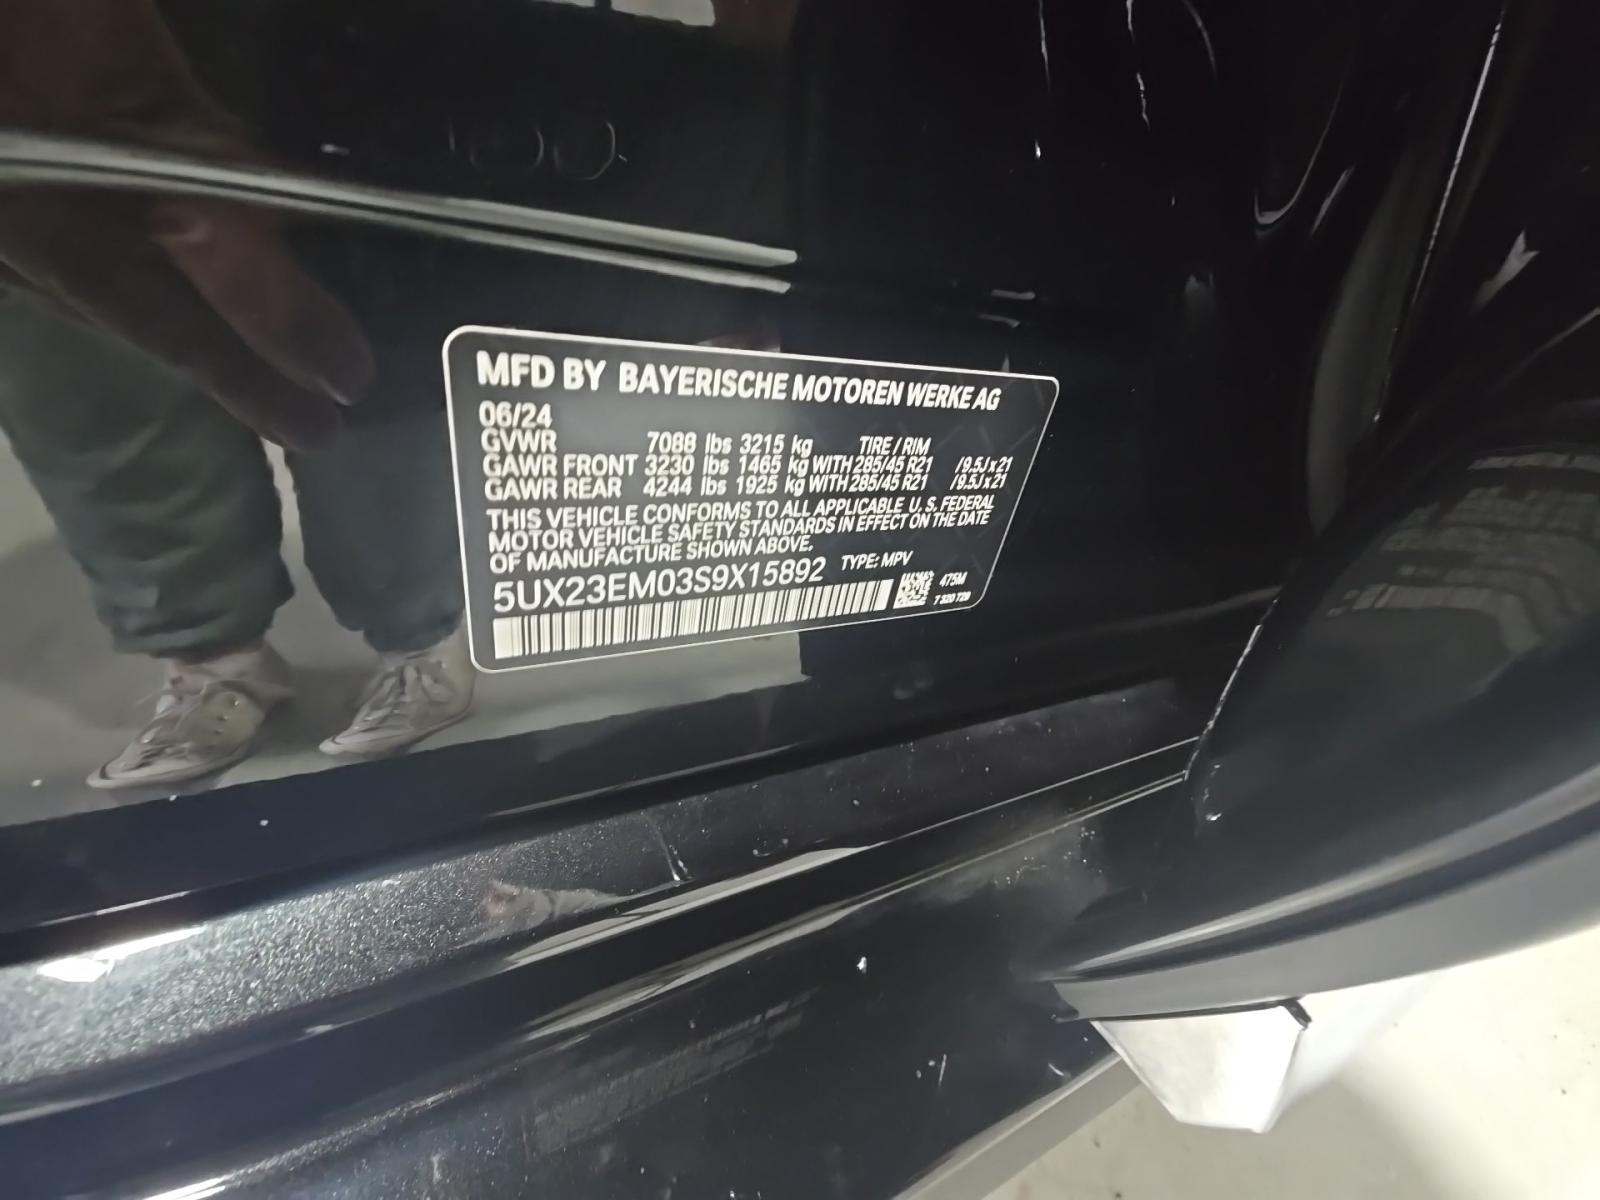 MFD BY BAYERISCHE MOTOREN WERKE AG
06/24
GVWR 7088 lbs 3215 kg TIRE / RIM
GAWR FRONT 3230 lbs 1465 kg WITH 285/45 R21 /9.5J x 21
GAWR REAR 4244 lbs 1925 kg WITH 285/45 R21 /9.5J x 21
THIS VEHICLE CONFORMS TO ALL APPLICABLE U.S. FEDERAL
MOTOR VEHICLE SAFETY STANDARDS IN EFFECT ON THE DATE
OF MANUFACTURE SHOWN ABOVE.
5UX23EM03S9X15892 TYPE: MPV
475M
7 320 729